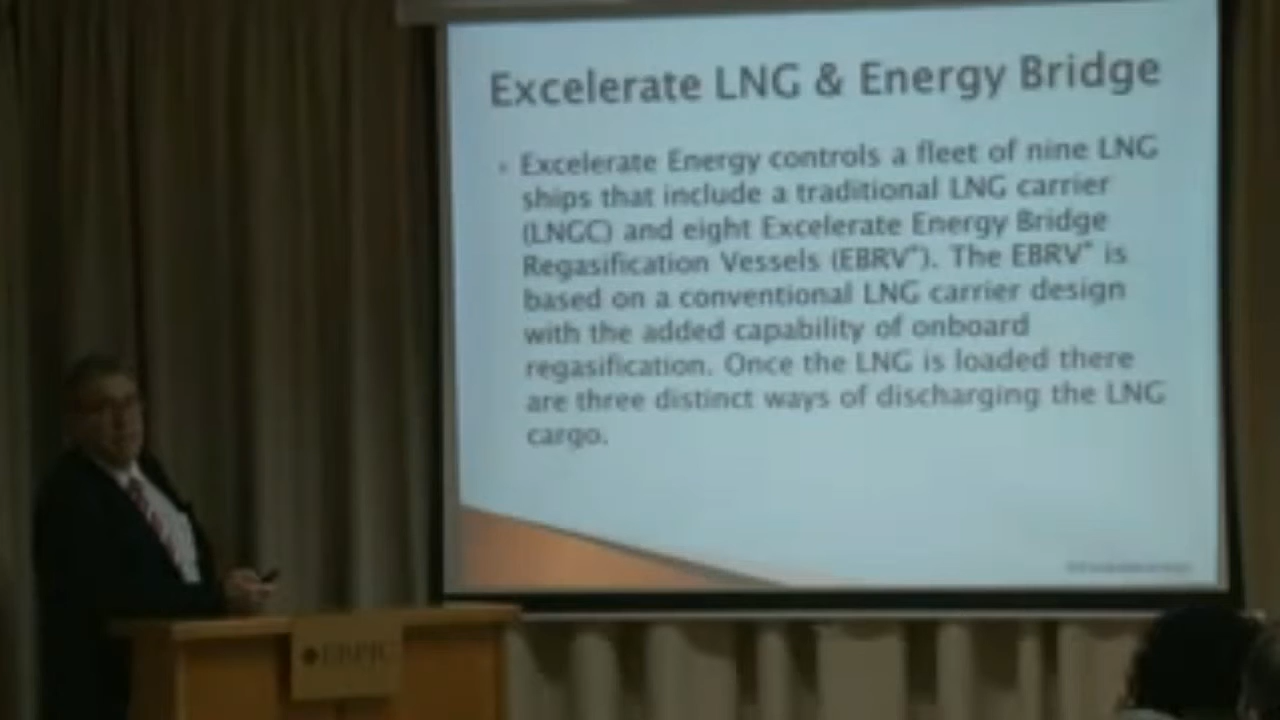 Excelerate LNG & Energy Bridge
Excelerate Energy controls a fleet of nine LNG
ships that include a traditional LNG carrier
(LNGC) and eight Excelerate Energy Bridge
Regasification Vessels (EBRV*). The EBRV* is
based on a conventional LNG carrier design
with the added capability of onboard
regasification. Once the LNG is loaded there
are three distinct ways of discharging the LNG
cargo.